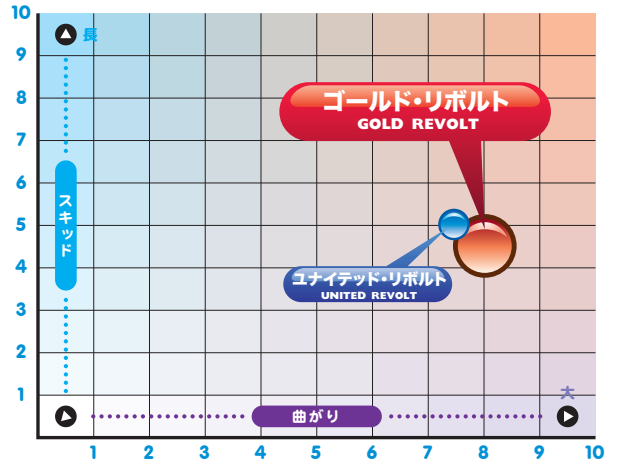 10
長
9
8
ゴールド・リボルト
GOLD REVOLT
7
6
スキッド
5
4
ユナイテッド・リボルト
UNITED REVOLT
3
2
1
大
曲がり
1 2 3 4 5 6 7 8 9 10